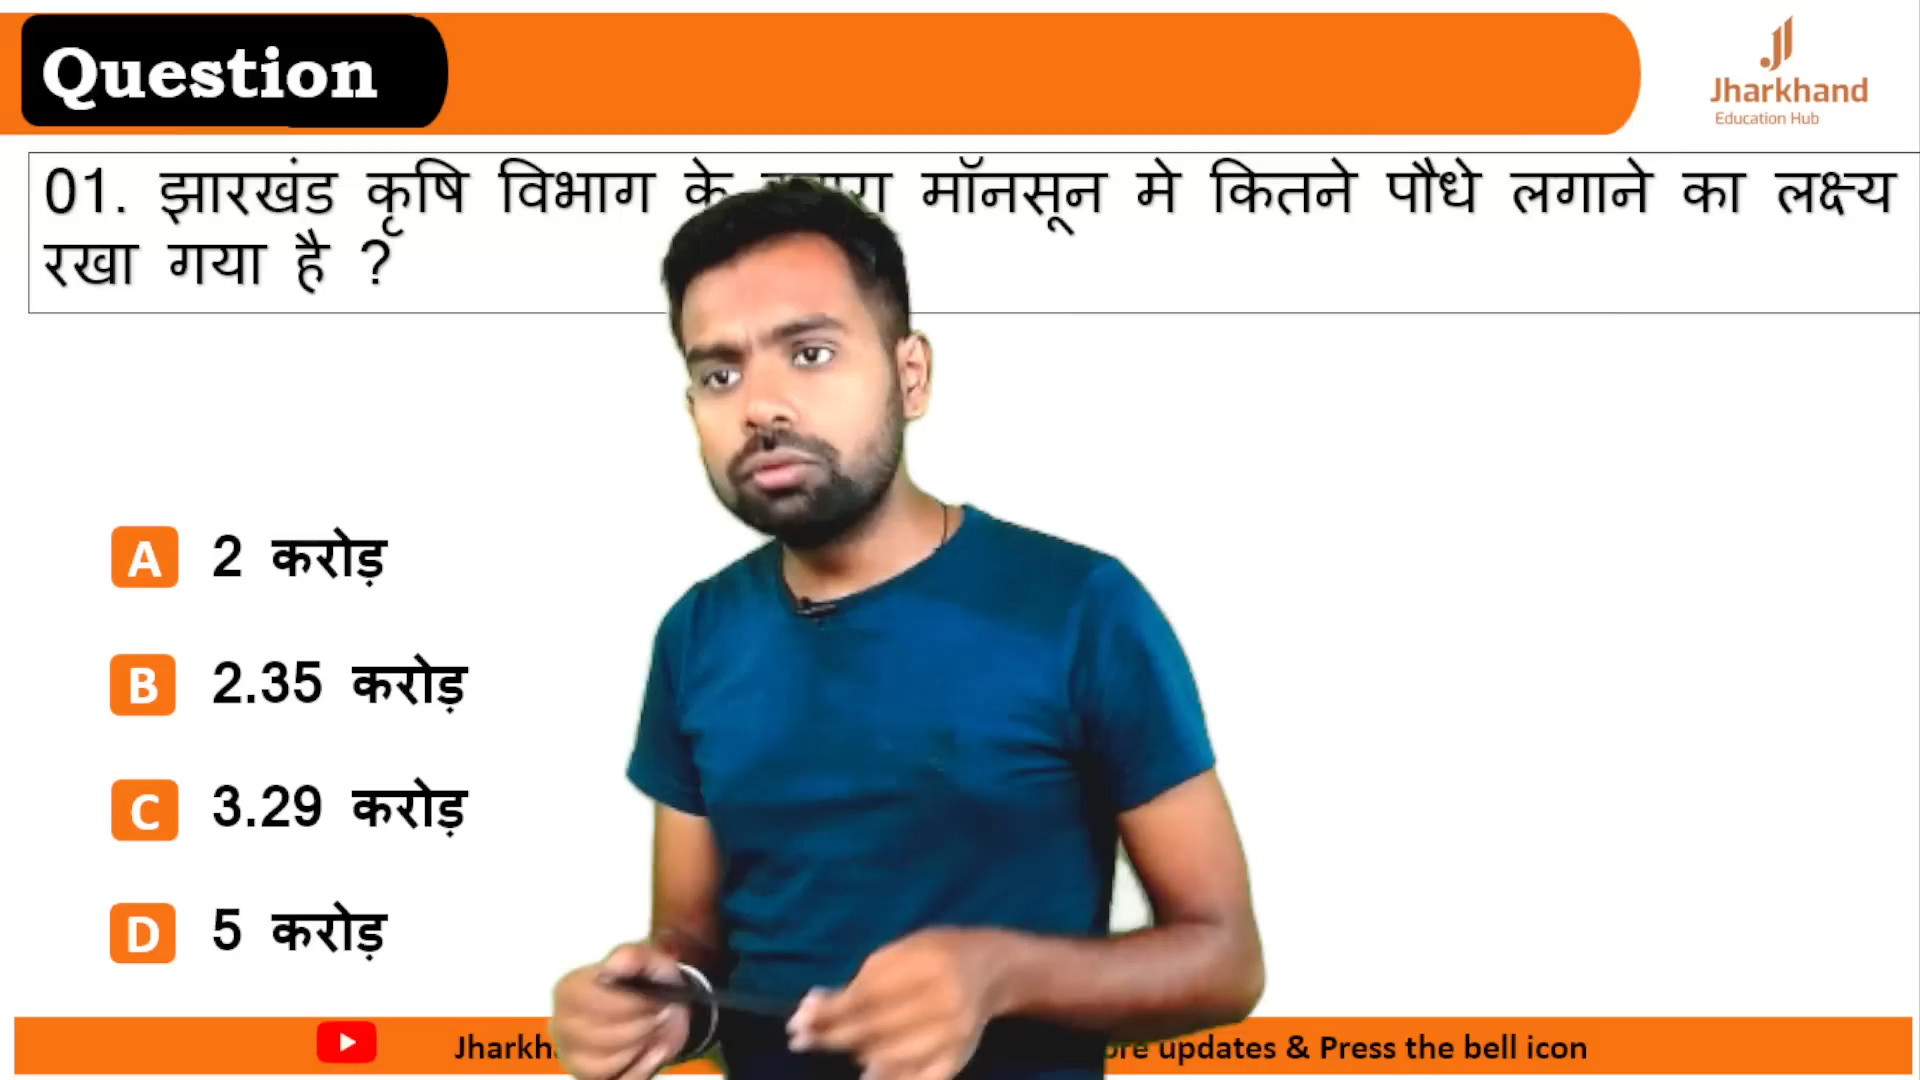 Question
Jharkhand
Education Hub
01. झारखंड कृषि विभाग के मॉनसून मे कितने पौधे लगाने का लक्ष्य
रखा गया है ?
A 2 करोड़
B 2.35 करोड़
C 3.29 करोड़
D 5 करोड़
updates & Press the bell icon